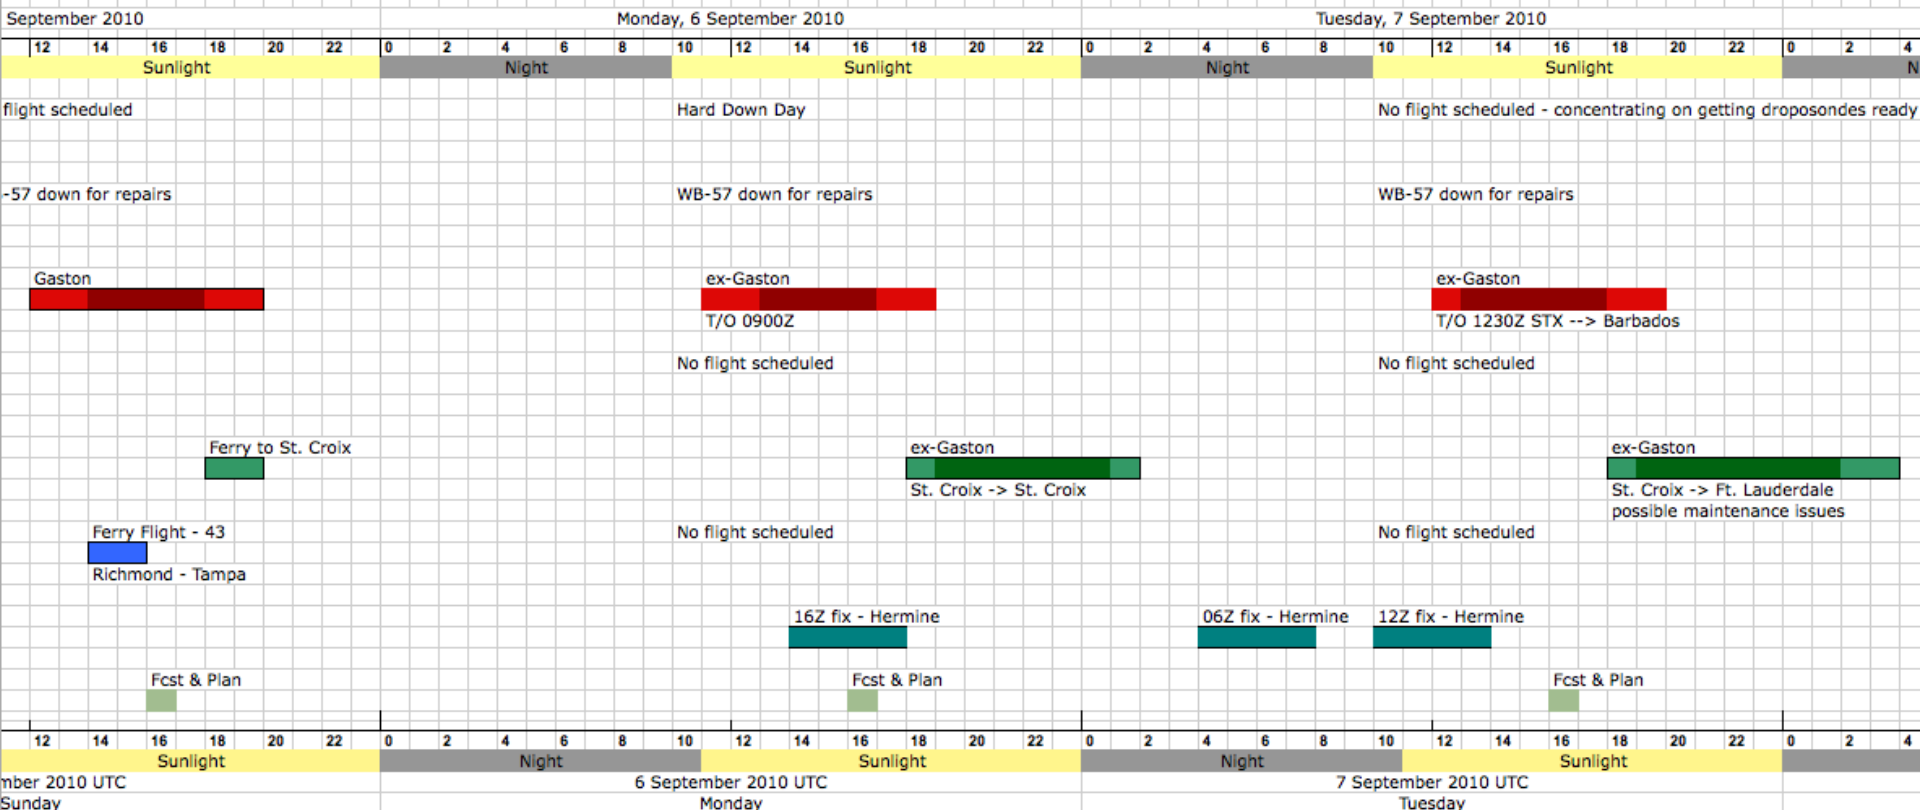 September 2010 Monday, 6 September 2010 Tuesday, 7 September 2010
12 14 16 18 20 22 0 2 4 6 8 10 12 14 16 18 20 22 0 2 4 6 8 10 12 14 16 18 20 22 0 2 4
Sunlight Night Sunlight Night Sunlight N
flight scheduled Hard Down Day No flight scheduled - concentrating on getting droposondes ready
-57 down for repairs WB-57 down for repairs WB-57 down for repairs
Gaston ex-Gaston ex-Gaston
T/O 0900Z T/O 1230Z STX --> Barbados
No flight scheduled No flight scheduled
Ferry to St. Croix ex-Gaston ex-Gaston
St. Croix -> St. Croix St. Croix -> Ft. Lauderdale
possible maintenance issues
Ferry Flight - 43 No flight scheduled No flight scheduled
Richmond - Tampa
16Z fix - Hermine 06Z fix - Hermine 12Z fix - Hermine
Fcst & Plan Fcst & Plan Fcst & Plan
12 14 16 18 20 22 0 2 4 6 8 10 12 14 16 18 20 22 0 2 4 6 8 10 12 14 16 18 20 22 0 2 4
Sunlight Night Sunlight Night Sunlight
mber 2010 UTC 6 September 2010 UTC 7 September 2010 UTC
Sunday Monday Tuesday